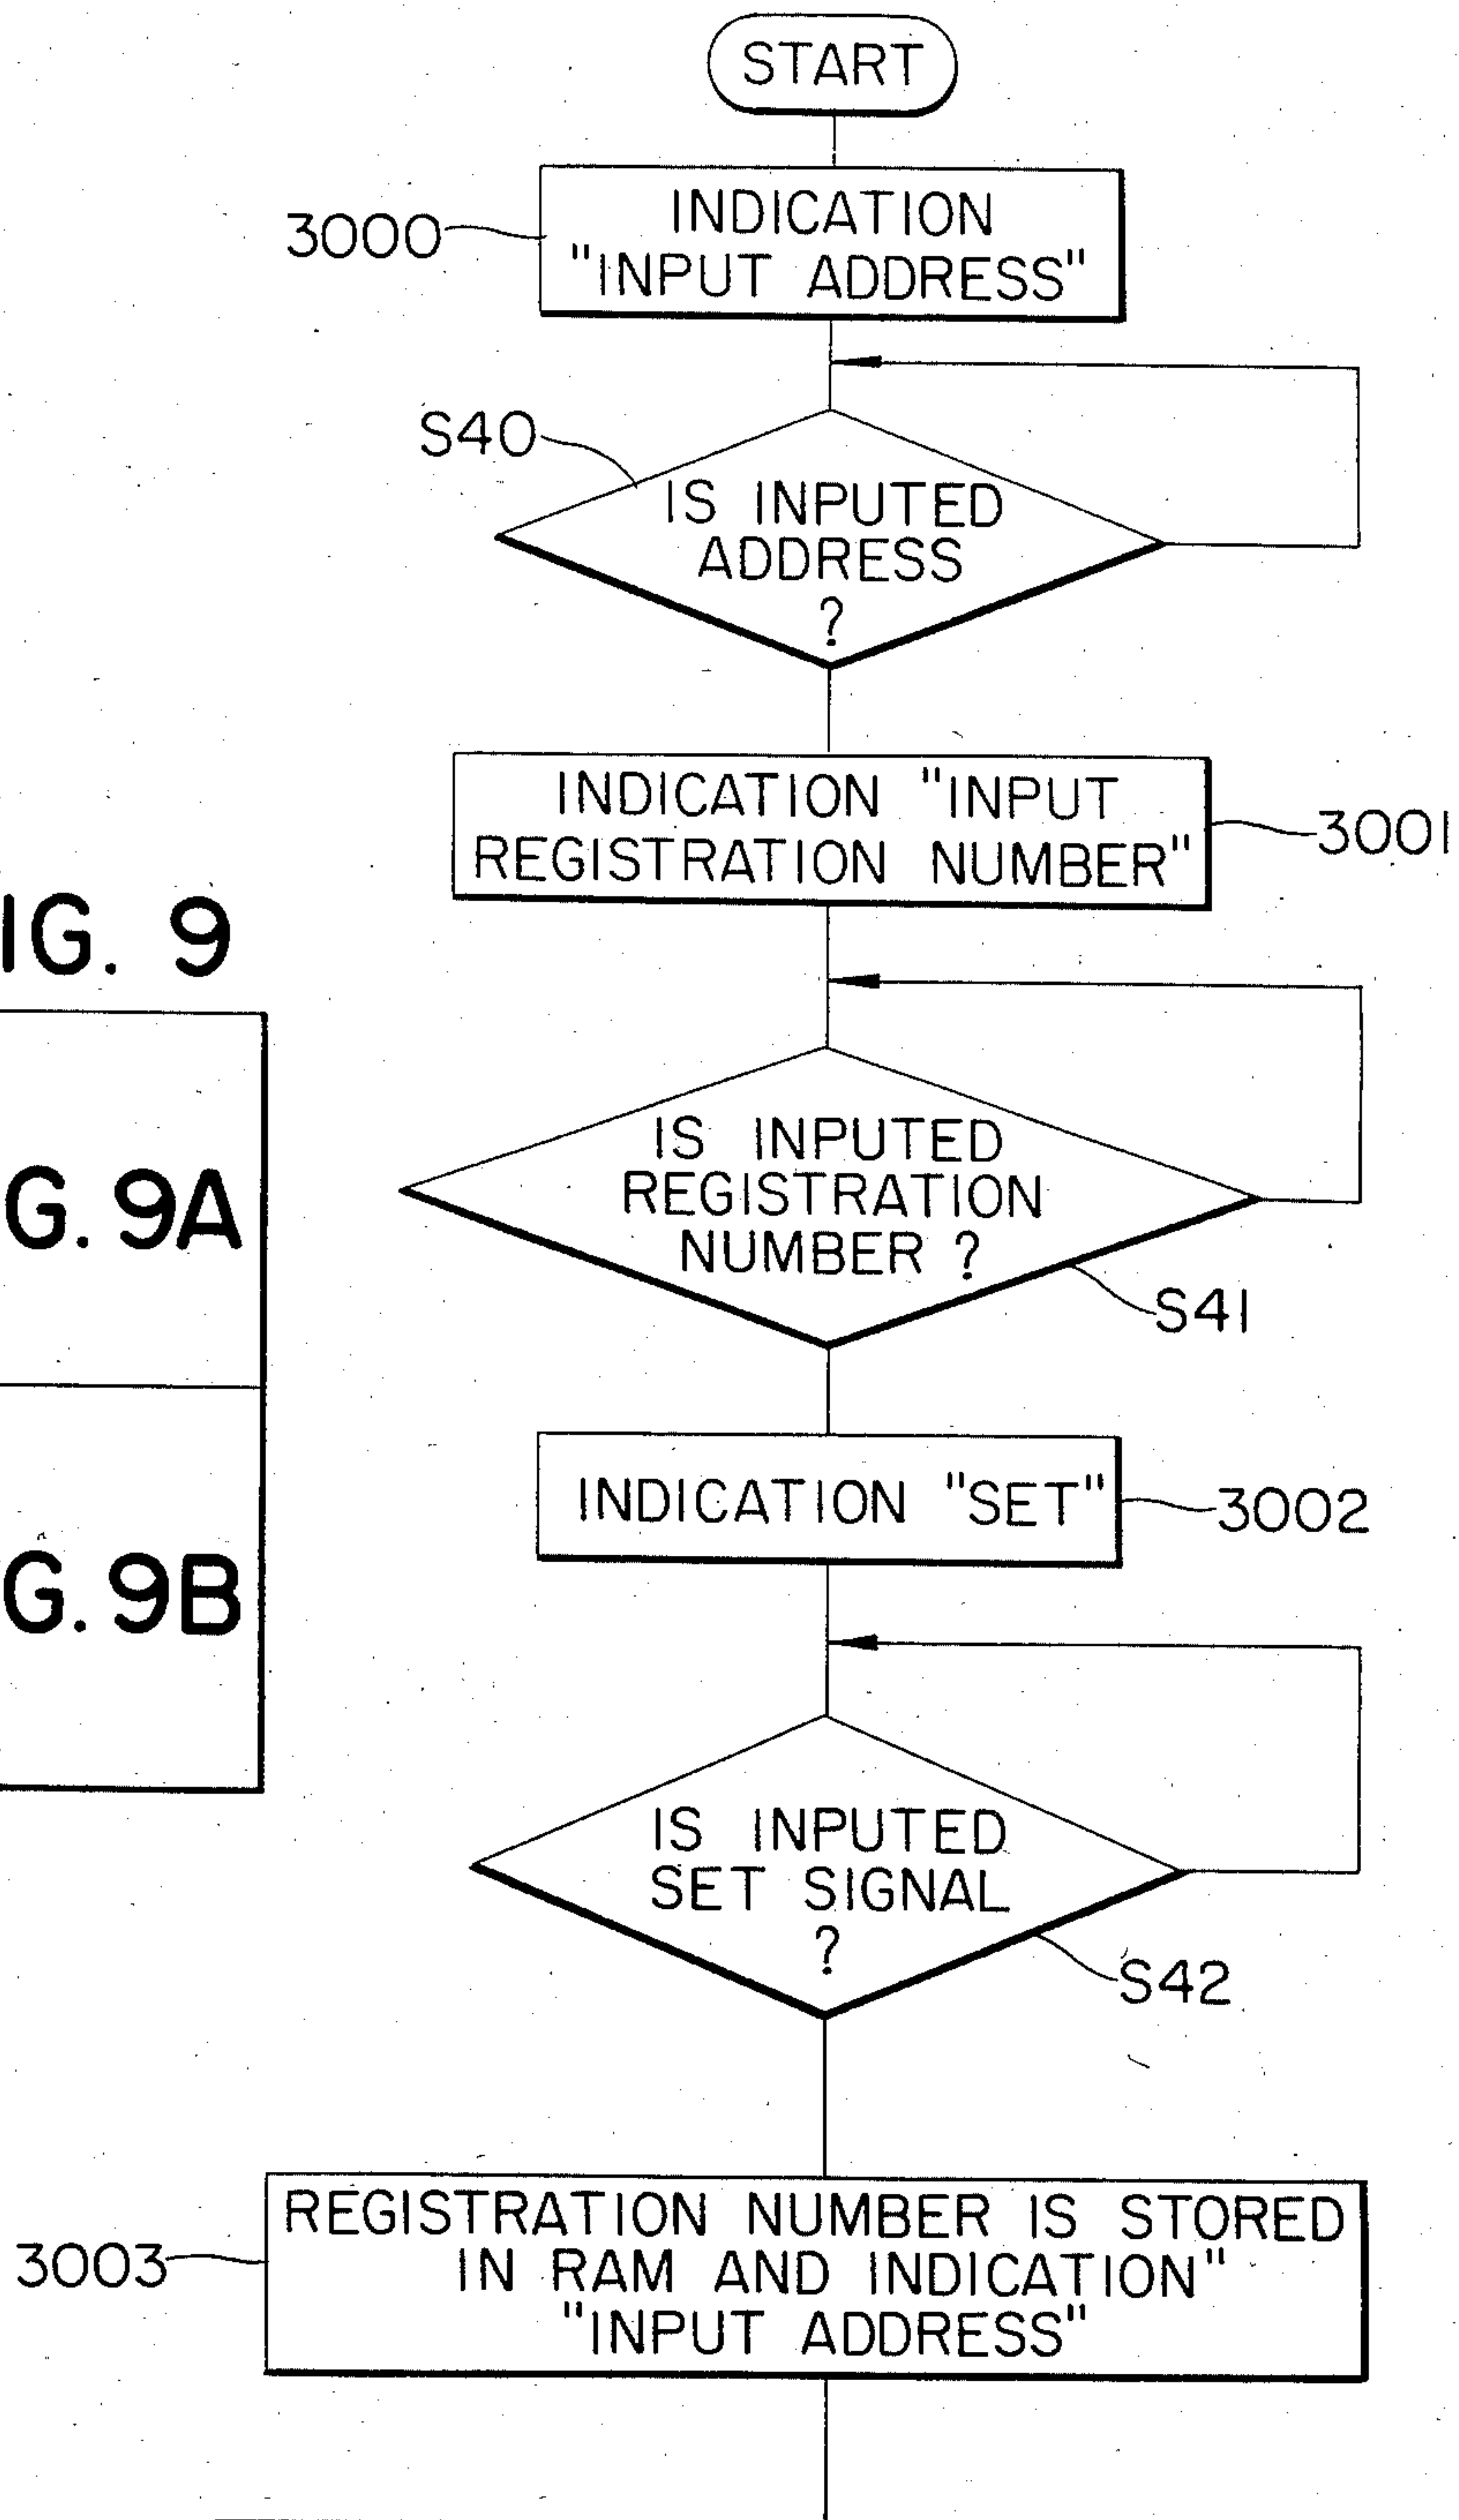 START
3000
INDICATION
"INPUT ADDRESS"
S40
IS INPUTED
ADDRESS
?
INDICATION "INPUT
REGISTRATION NUMBER"
3001
IG. 9
G. 9A
G. 9B
IS INPUTED
REGISTRATION
NUMBER ?
S41
INDICATION "SET"
3002
IS INPUTED
SET SIGNAL
?
S42
3003
REGISTRATION NUMBER IS STORED
IN RAM AND INDICATION"
"INPUT ADDRESS"